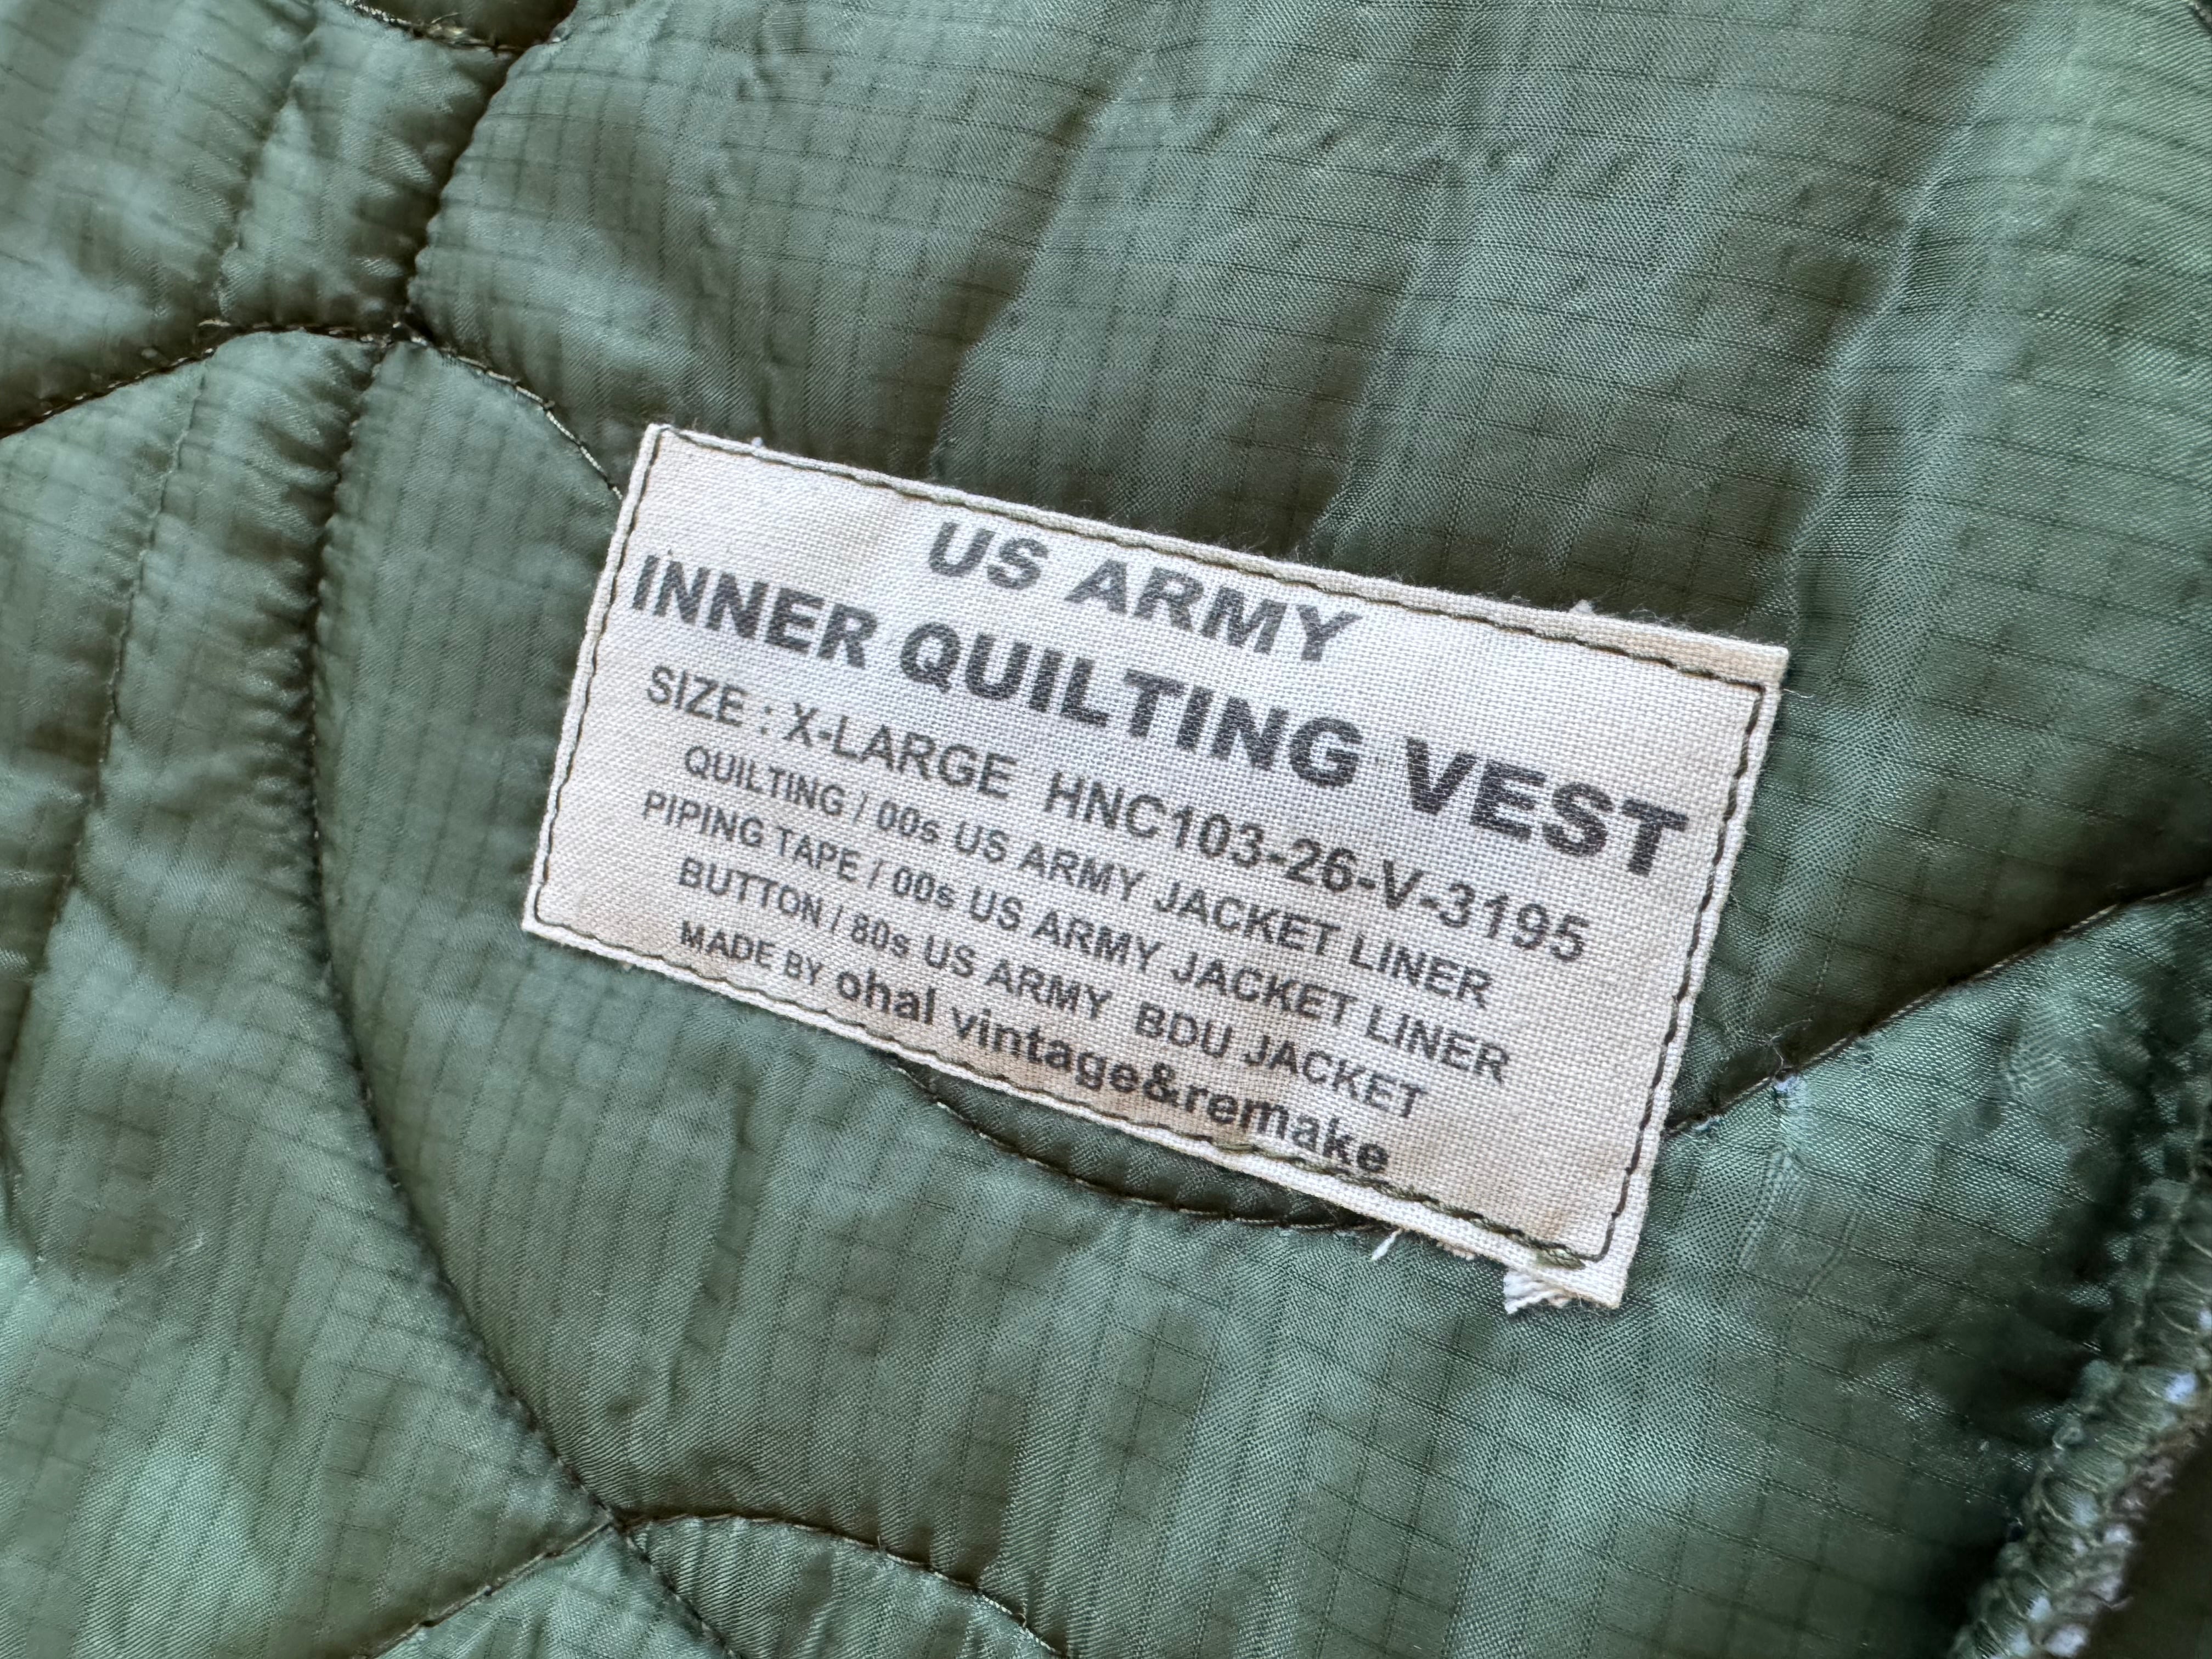 US ARMY
INNER QUILTING VEST
SIZE : X-LARGE HNC103-26-V-3195
QUILTING / 00s US ARMY JACKET LINER
PIPING TAPE / 00s US ARMY JACKET LINER
BUTTON / 80s US ARMY BDU JACKET
MADE BY ohal vintage&remake